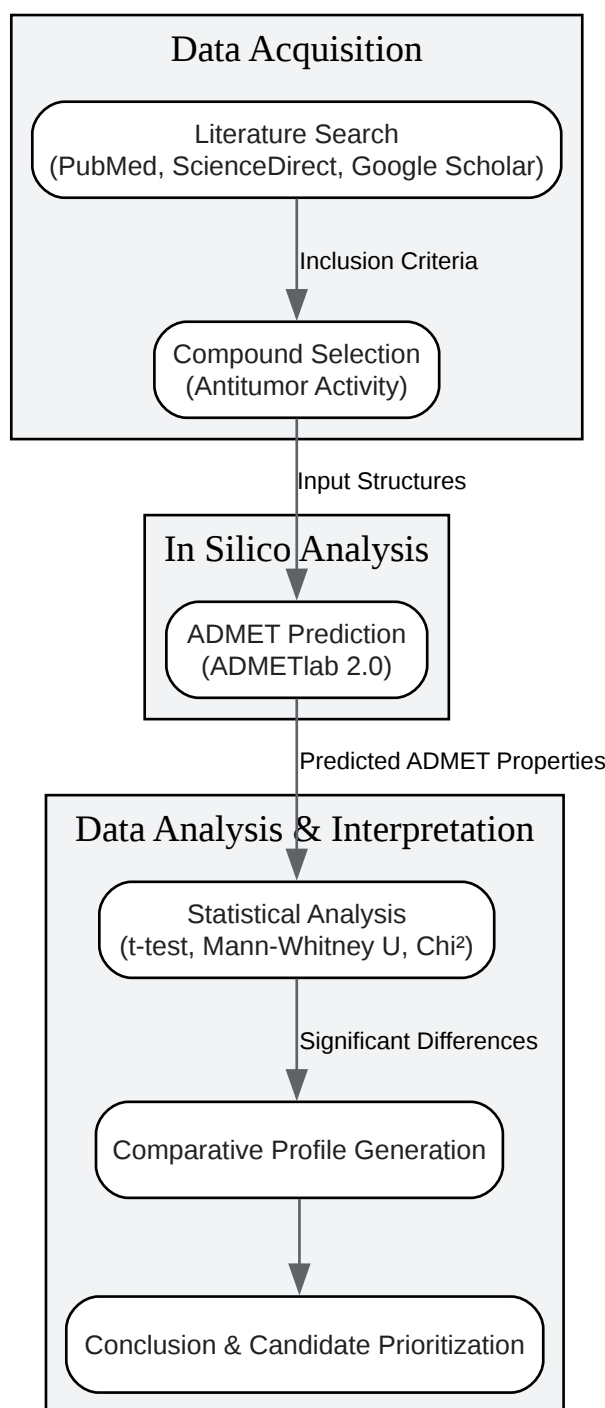 Data Acquisition
Literature Search
(PubMed, ScienceDirect, Google Scholar)
Inclusion Criteria
Compound Selection
(Antitumor Activity)
Input Structures
In Silico Analysis
ADMET Prediction
(ADMETlab 2.0)
Predicted ADMET Properties
Data Analysis & Interpretation
Statistical Analysis
(t-test, Mann-Whitney U, Chi²)
Significant Differences
Comparative Profile Generation
Conclusion & Candidate Prioritization